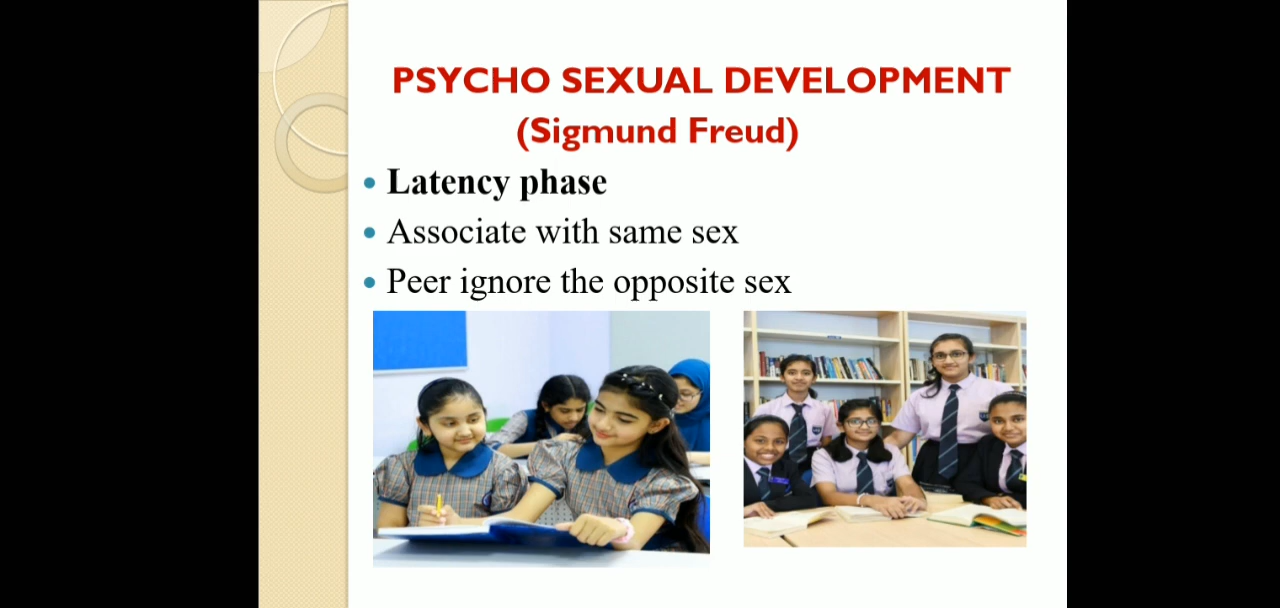 PSYCHO SEXUAL DEVELOPMENT
(Sigmund Freud)
• Latency phase
• Associate with same sex
• Peer ignore the opposite sex